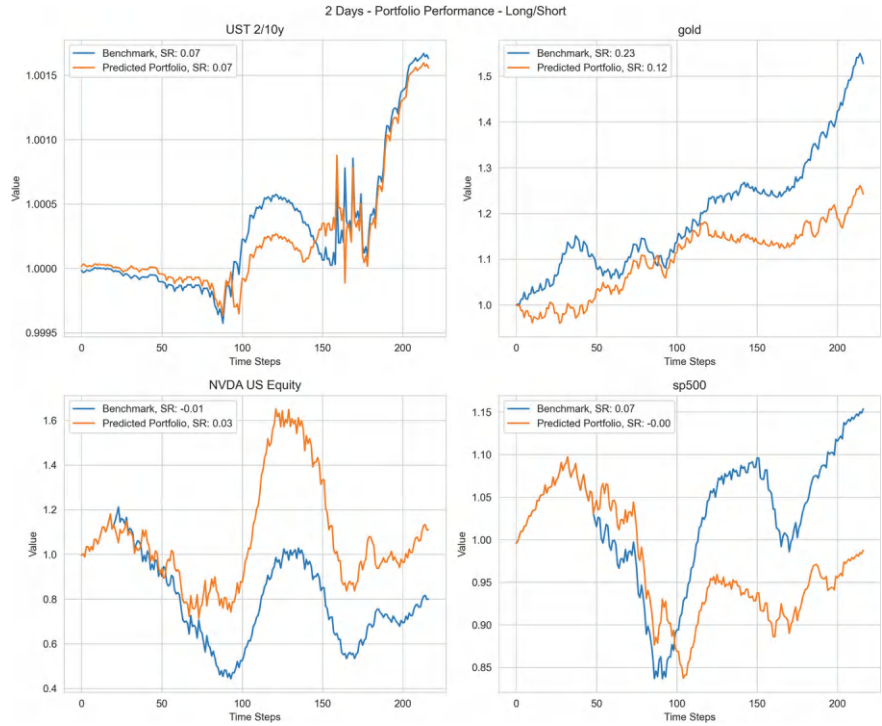 2 Days - Portfolio Performance - Long/Short
UST 2/10y
Benchmark, SR: 0.07
Predicted Portfolio, SR: 0.07
Value
1.0015
1.0010
1.0005
1.0000
0.9995
0 50 100 150 200
Time Steps
gold
Benchmark, SR: 0.23
Predicted Portfolio, SR: 0.12
Value
1.5
1.4
1.3
1.2
1.1
1.0
0 50 100 150 200
Time Steps
NVDA US Equity
Benchmark, SR: -0.01
Predicted Portfolio, SR: 0.03
Value
1.6
1.4
1.2
1.0
0.8
0.6
0.4
0 50 100 150 200
Time Steps
sp500
Benchmark, SR: 0.07
Predicted Portfolio, SR: -0.00
Value
1.15
1.10
1.05
1.00
0.95
0.90
0.85
0 50 100 150 200
Time Steps